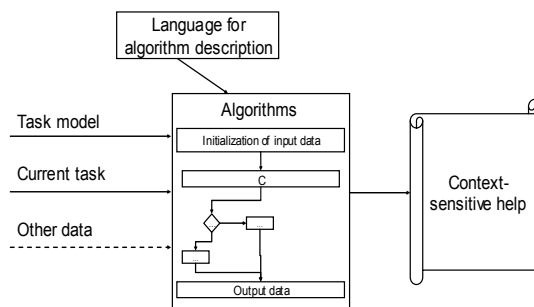 Language for
algorithm description
Algorithms
Task model
Initialization of input data
Current task
C
Context-
sensitive help
...
...
Other data
...
Output data